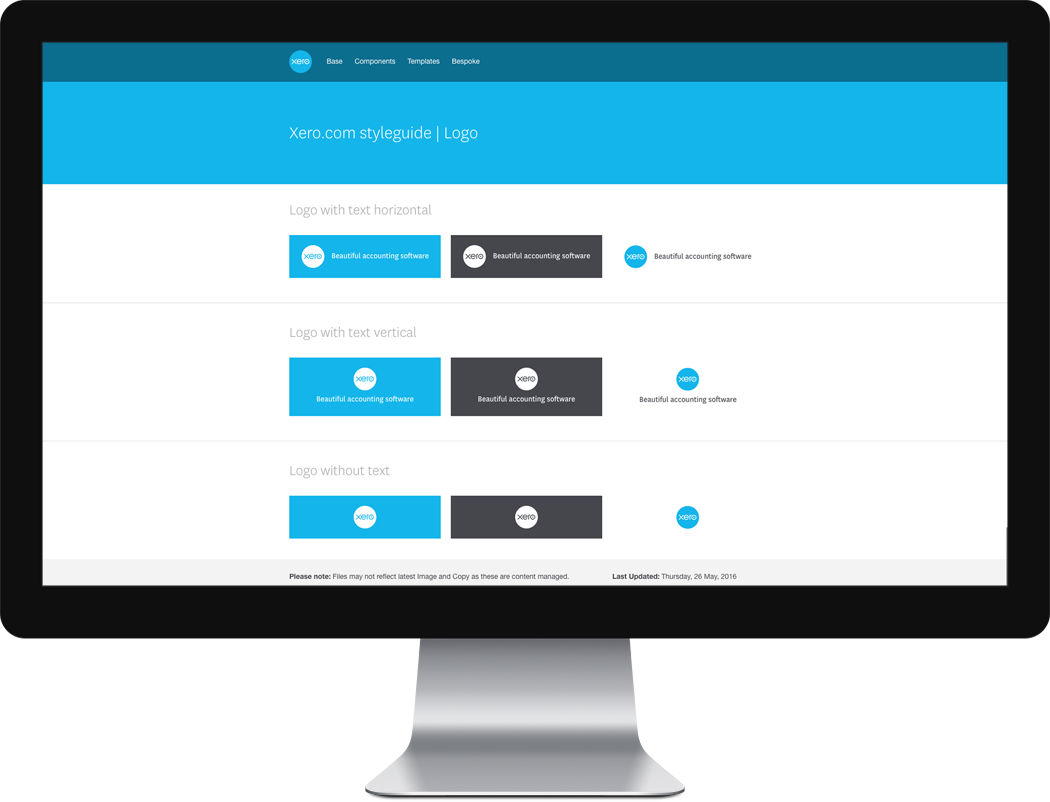 xero Base Components Templates Bespoke
Xero.com styleguide | Logo
Logo with text horizontal
xero Beautiful accounting software xero Beautiful accounting software xero Beautiful accounting software
Logo with text vertical
xero xero xero
Beautiful accounting software Beautiful accounting software Beautiful accounting software
Logo without text
xero xero xero
Please note: Files may not reflect latest Image and Copy as these are content managed. Last Updated: Thursday, 26 May, 2016